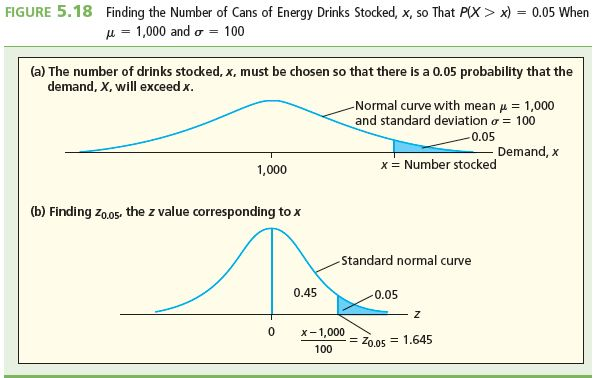 FIGURE 5.18 Finding the Number of Cans of Energy Drinks Stocked, x, so That P(X > x) = 0.05 When
μ = 1,000 and σ = 100
(a) The number of drinks stocked, x, must be chosen so that there is a 0.05 probability that the
demand, X, will exceed x.
Normal curve with mean μ = 1,000
and standard deviation σ = 100
0.05
Demand, x
1,000
x = Number stocked
(b) Finding z0.05, the z value corresponding to x
Standard normal curve
0.45
0.05
z
0
x – 1,000
100
= z0.05 = 1.645